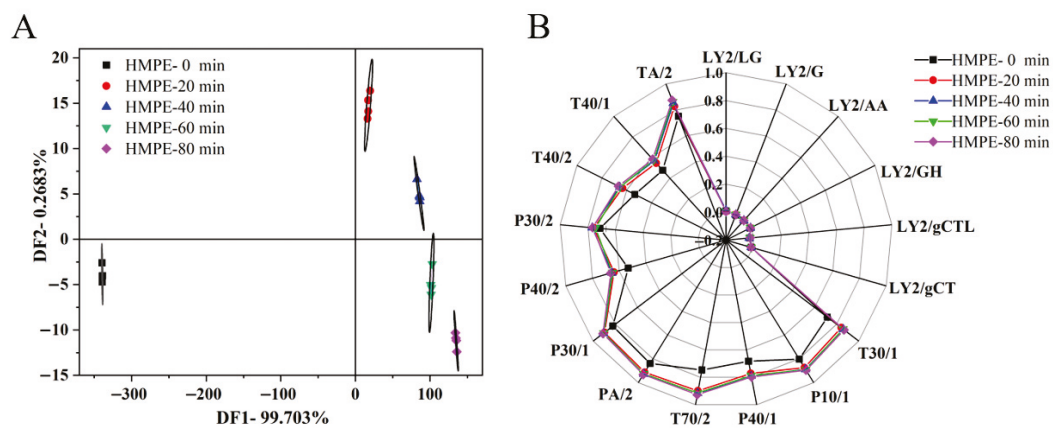 A
20
15
10
5
0
−5
−10
−15
−300
−200
−100
0
100
DF2- 0.2683%
DF1- 99.703%
HMPE- 0 min
HMPE-20 min
HMPE-40 min
HMPE-60 min
HMPE-80 min
B
LY2/LG
LY2/G
LY2/AA
LY2/GH
LY2/gCTL
LY2/gCT
T30/1
P10/1
P40/1
T70/2
PA/2
P30/1
P40/2
P30/2
T40/2
T40/1
TA/2
1.0
0.8
0.6
0.4
0.2
0.0
−0.2
HMPE- 0 min
HMPE-20 min
HMPE-40 min
HMPE-60 min
HMPE-80 min